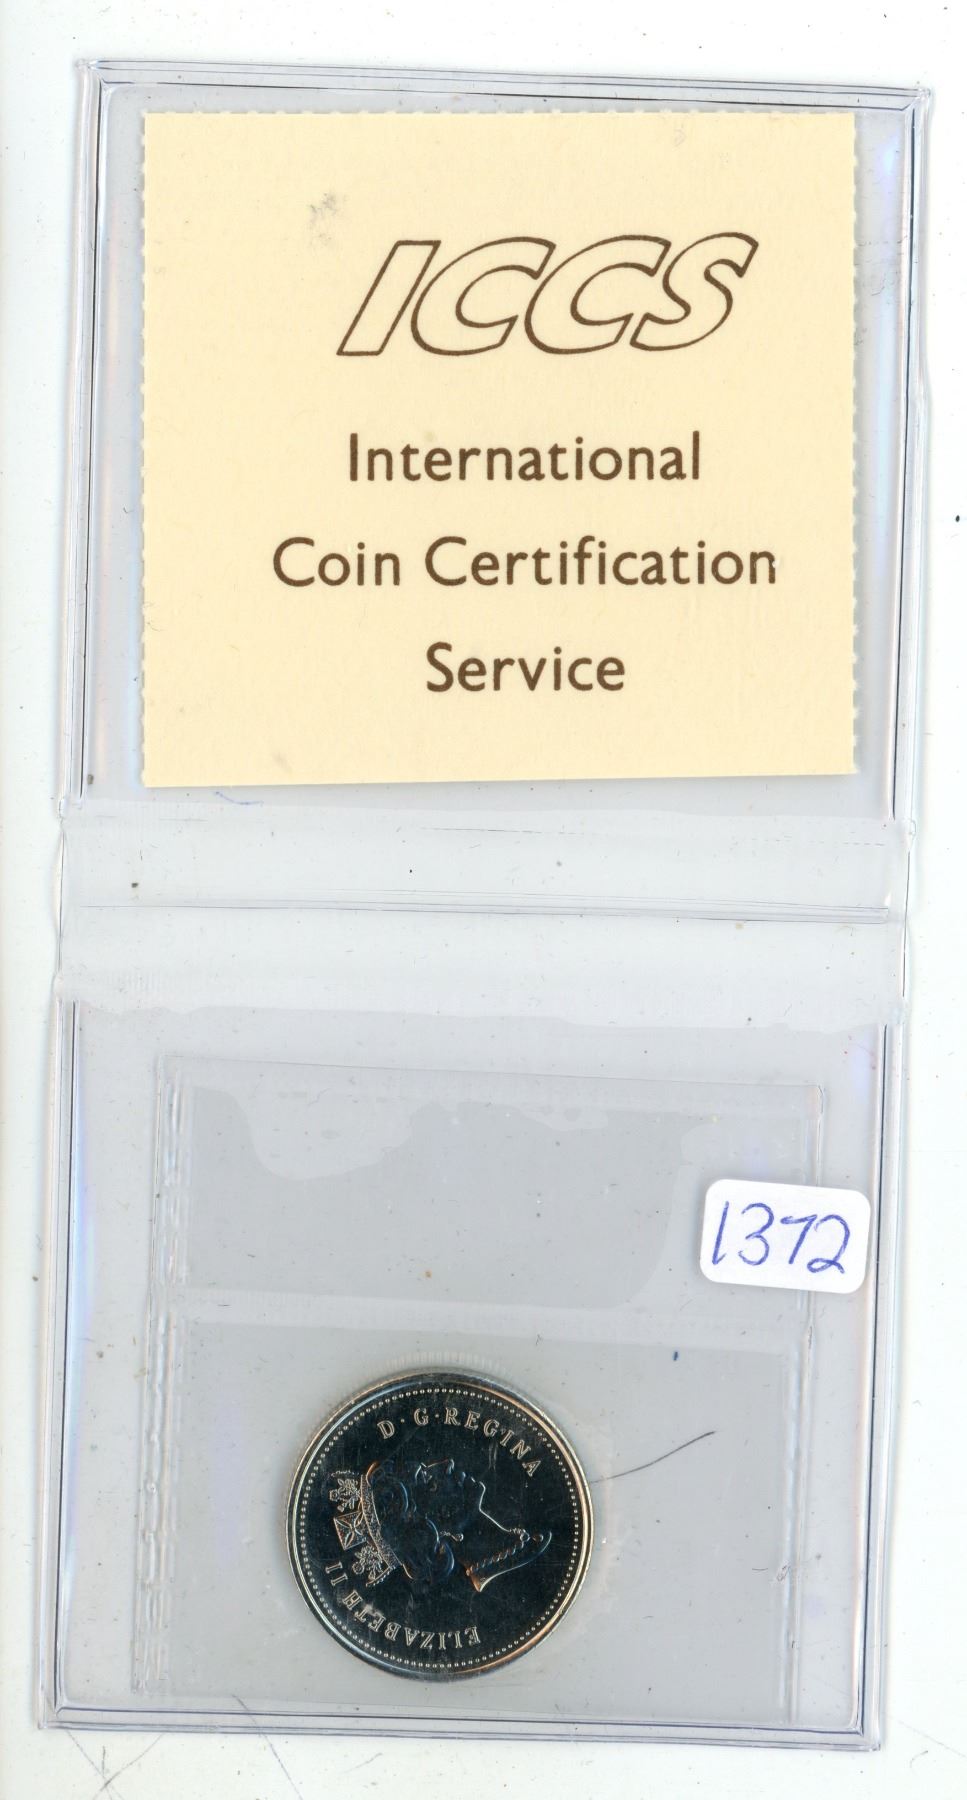 ICCS
International
Coin Certification
Service
1372
ELIZABETH II D·G·REGINA